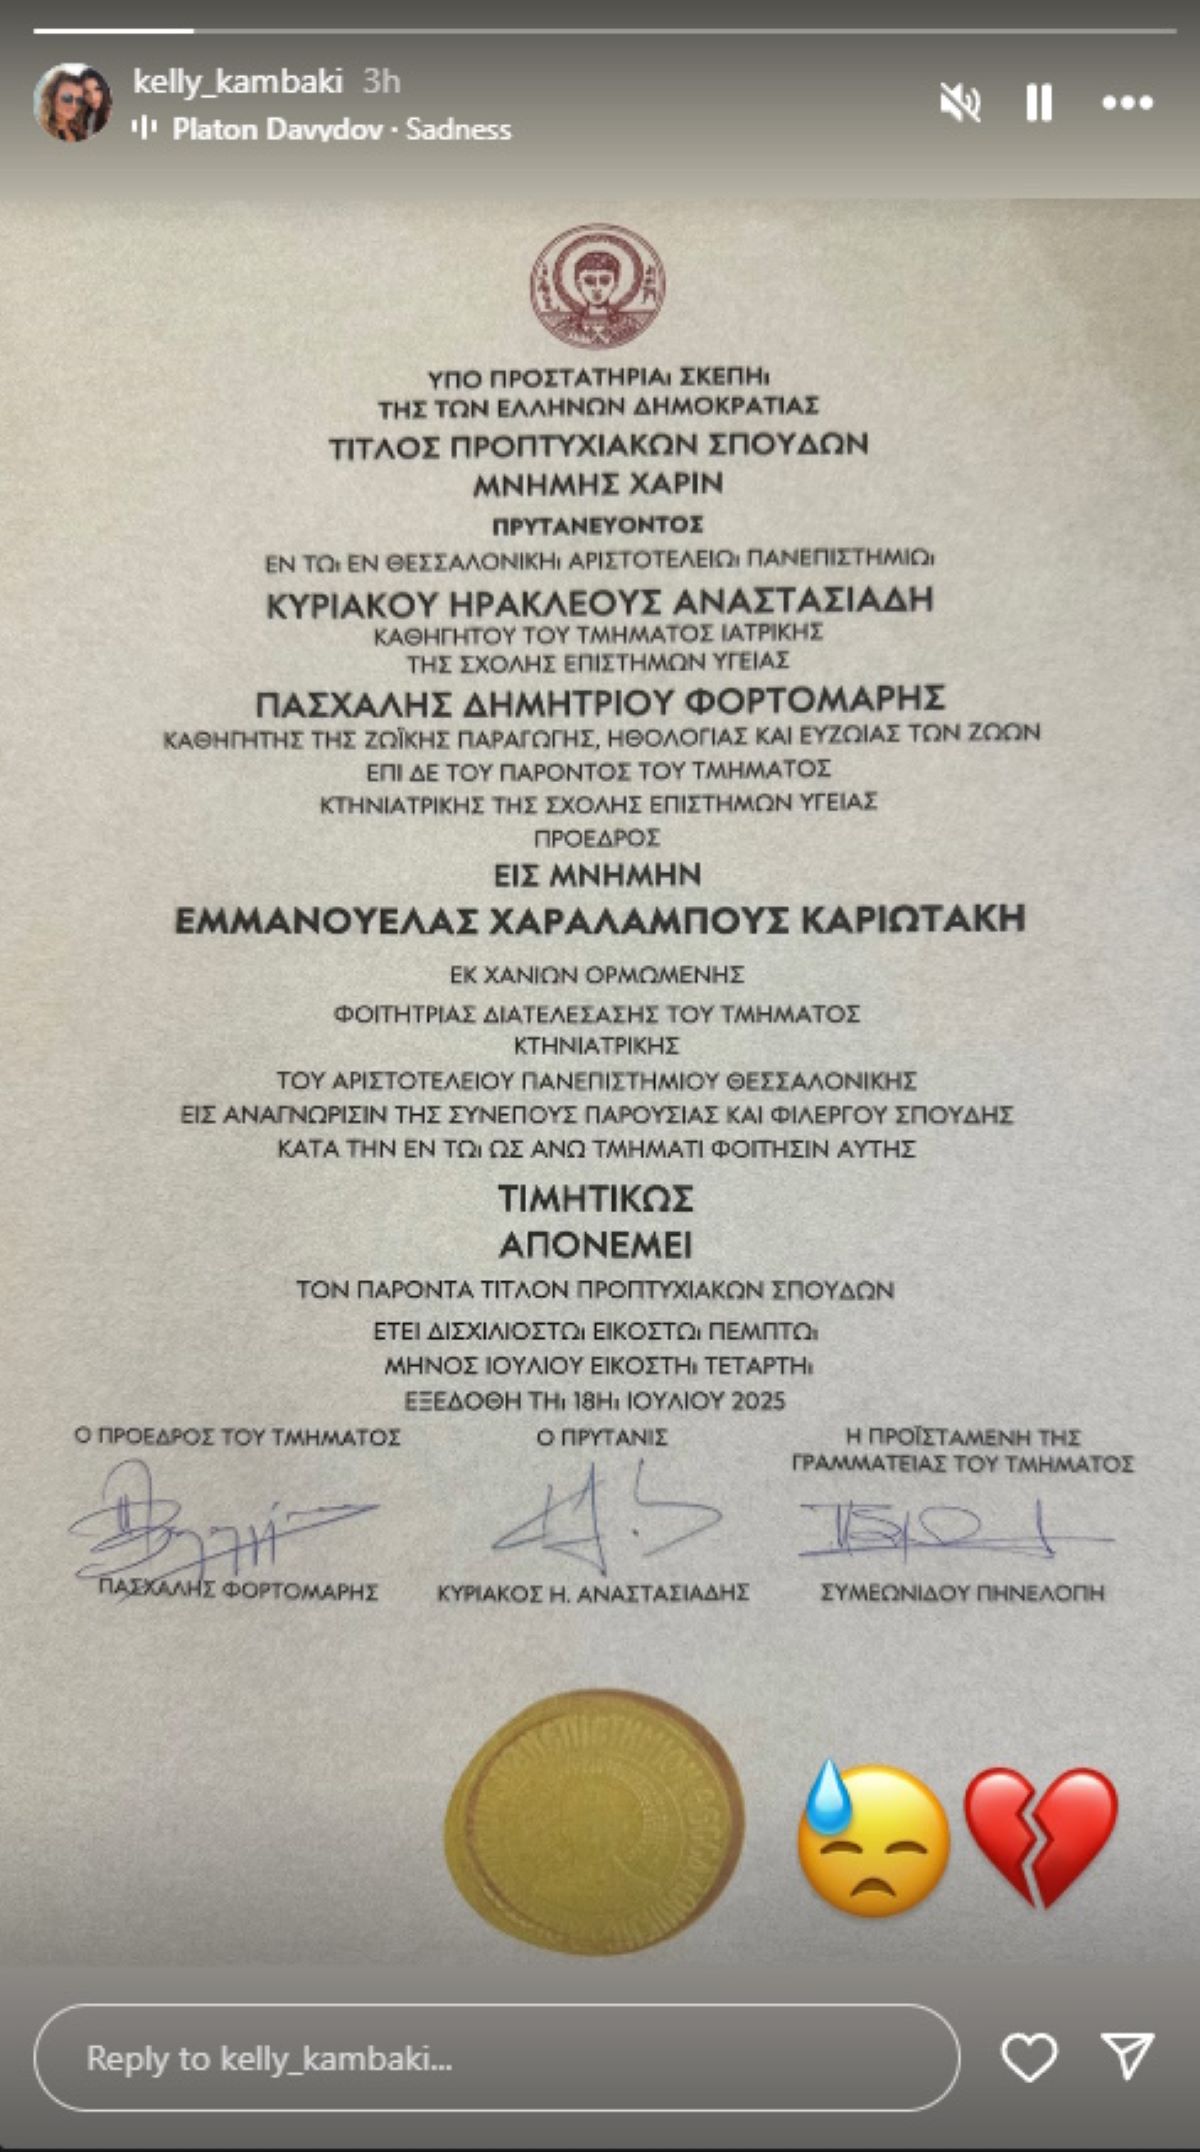 kelly_kambaki 3h
Platon Davydov · Sadness
ΥΠΟ ΠΡΟΣΤΑΤΗΡΙΑι ΣΚΕΠΗι
ΤΗΣ ΤΩΝ ΕΛΛΗΝΩΝ ΔΗΜΟΚΡΑΤΙΑΣ
ΤΙΤΛΟΣ ΠΡΟΠΤΥΧΙΑΚΩΝ ΣΠΟΥΔΩΝ
ΜΝΗΜΗΣ ΧΑΡΙΝ
ΠΡΥΤΑΝΕΥΟΝΤΟΣ
ΕΝ ΤΩι ΕΝ ΘΕΣΣΑΛΟΝΙΚΗι ΑΡΙΣΤΟΤΕΛΕΙΩι ΠΑΝΕΠΙΣΤΗΜΙΩι
ΚΥΡΙΑΚΟΥ ΗΡΑΚΛΕΟΥΣ ΑΝΑΣΤΑΣΙΑΔΗ
ΚΑΘΗΓΗΤΟΥ ΤΟΥ ΤΜΗΜΑΤΟΣ ΙΑΤΡΙΚΗΣ
ΤΗΣ ΣΧΟΛΗΣ ΕΠΙΣΤΗΜΩΝ ΥΓΕΙΑΣ
ΠΑΣΧΑΛΗΣ ΔΗΜΗΤΡΙΟΥ ΦΟΡΤΟΜΑΡΗΣ
ΚΑΘΗΓΗΤΗΣ ΤΗΣ ΖΩΪΚΗΣ ΠΑΡΑΓΩΓΗΣ, ΗΘΟΛΟΓΙΑΣ ΚΑΙ ΕΥΖΩΙΑΣ ΤΩΝ ΖΩΩΝ
ΕΠΙ ΔΕ ΤΟΥ ΠΑΡΟΝΤΟΣ ΤΟΥ ΤΜΗΜΑΤΟΣ
ΚΤΗΝΙΑΤΡΙΚΗΣ ΤΗΣ ΣΧΟΛΗΣ ΕΠΙΣΤΗΜΩΝ ΥΓΕΙΑΣ
ΠΡΟΕΔΡΟΣ
ΕΙΣ ΜΝΗΜΗΝ
ΕΜΜΑΝΟΥΕΛΑΣ ΧΑΡΑΛΑΜΠΟΥΣ ΚΑΡΙΩΤΑΚΗ
ΕΚ ΧΑΝΙΩΝ ΟΡΜΩΜΕΝΗΣ
ΦΟΙΤΗΤΡΙΑΣ ΔΙΑΤΕΛΕΣΑΣΗΣ ΤΟΥ ΤΜΗΜΑΤΟΣ
ΚΤΗΝΙΑΤΡΙΚΗΣ
ΤΟΥ ΑΡΙΣΤΟΤΕΛΕΙΟΥ ΠΑΝΕΠΙΣΤΗΜΙΟΥ ΘΕΣΣΑΛΟΝΙΚΗΣ
ΕΙΣ ΑΝΑΓΝΩΡΙΣΙΝ ΤΗΣ ΣΥΝΕΠΟΥΣ ΠΑΡΟΥΣΙΑΣ ΚΑΙ ΦΙΛΕΡΓΟΥ ΣΠΟΥΔΗΣ
ΚΑΤΑ ΤΗΝ ΕΝ ΤΩι ΩΣ ΑΝΩ ΤΜΗΜΑΤΙ ΦΟΙΤΗΣΙΝ ΑΥΤΗΣ
ΤΙΜΗΤΙΚΩΣ
ΑΠΟΝΕΜΕΙ
ΤΟΝ ΠΑΡΟΝΤΑ ΤΙΤΛΟΝ ΠΡΟΠΤΥΧΙΑΚΩΝ ΣΠΟΥΔΩΝ
ΕΤΕΙ ΔΙΣΧΙΛΙΟΣΤΩι ΕΙΚΟΣΤΩι ΠΕΜΠΤΩι
ΜΗΝΟΣ ΙΟΥΛΙΟΥ ΕΙΚΟΣΤΗι ΤΕΤΑΡΤΗι
ΕΞΕΔΟΘΗ ΤΗι 18Ηι ΙΟΥΛΙΟΥ 2025
Ο ΠΡΟΕΔΡΟΣ ΤΟΥ ΤΜΗΜΑΤΟΣ
Ο ΠΡΥΤΑΝΙΣ
Η ΠΡΟΪΣΤΑΜΕΝΗ ΤΗΣ
ΓΡΑΜΜΑΤΕΙΑΣ ΤΟΥ ΤΜΗΜΑΤΟΣ
ΠΑΣΧΑΛΗΣ ΦΟΡΤΟΜΑΡΗΣ
ΚΥΡΙΑΚΟΣ Η. ΑΝΑΣΤΑΣΙΑΔΗΣ
ΣΥΜΕΩΝΙΔΟΥ ΠΗΝΕΛΟΠΗ
Reply to kelly_kambaki...